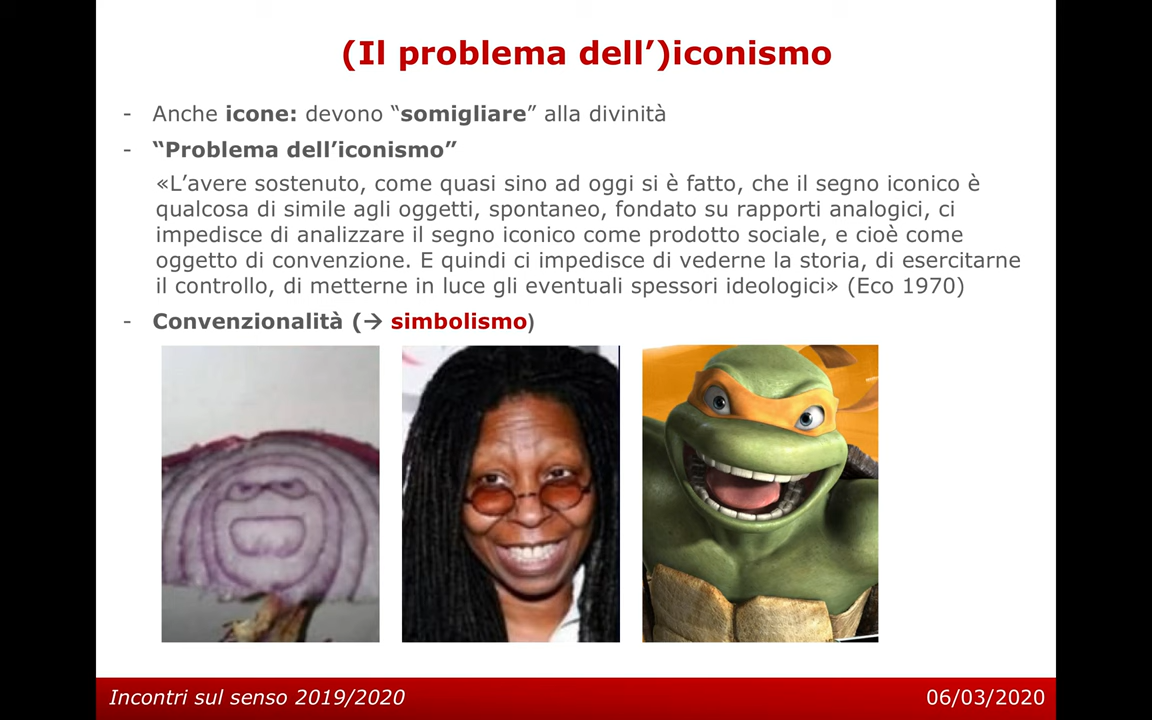 (Il problema dell’)iconismo
- Anche icone: devono “somigliare” alla divinità
- “Problema dell’iconismo”
«L’avere sostenuto, come quasi sino ad oggi si è fatto, che il segno iconico è
qualcosa di simile agli oggetti, spontaneo, fondato su rapporti analogici, ci
impedisce di analizzare il segno iconico come prodotto sociale, e cioè come
oggetto di convenzione. E quindi ci impedisce di vederne la storia, di esercitarne
il controllo, di metterne in luce gli eventuali spessori ideologici» (Eco 1970)
- Convenzionalità (→ simbolismo)
Incontri sul senso 2019/2020
06/03/2020